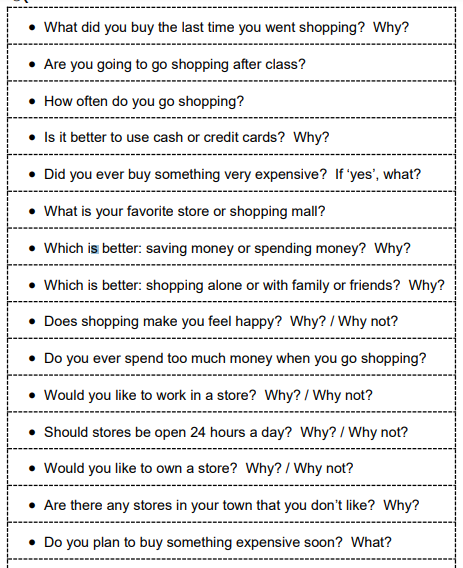 • What did you buy the last time you went shopping?  Why?
• Are you going to go shopping after class?
• How often do you go shopping?
• Is it better to use cash or credit cards?  Why?
• Did you ever buy something very expensive?  If ‘yes’, what?
• What is your favorite store or shopping mall?
• Which is better: saving money or spending money?  Why?
• Which is better: shopping alone or with family or friends?  Why?
• Does shopping make you feel happy?  Why? / Why not?
• Do you ever spend too much money when you go shopping?
• Would you like to work in a store?  Why? / Why not?
• Should stores be open 24 hours a day?  Why? / Why not?
• Would you like to own a store?  Why? / Why not?
• Are there any stores in your town that you don’t like?  Why?
• Do you plan to buy something expensive soon?  What?